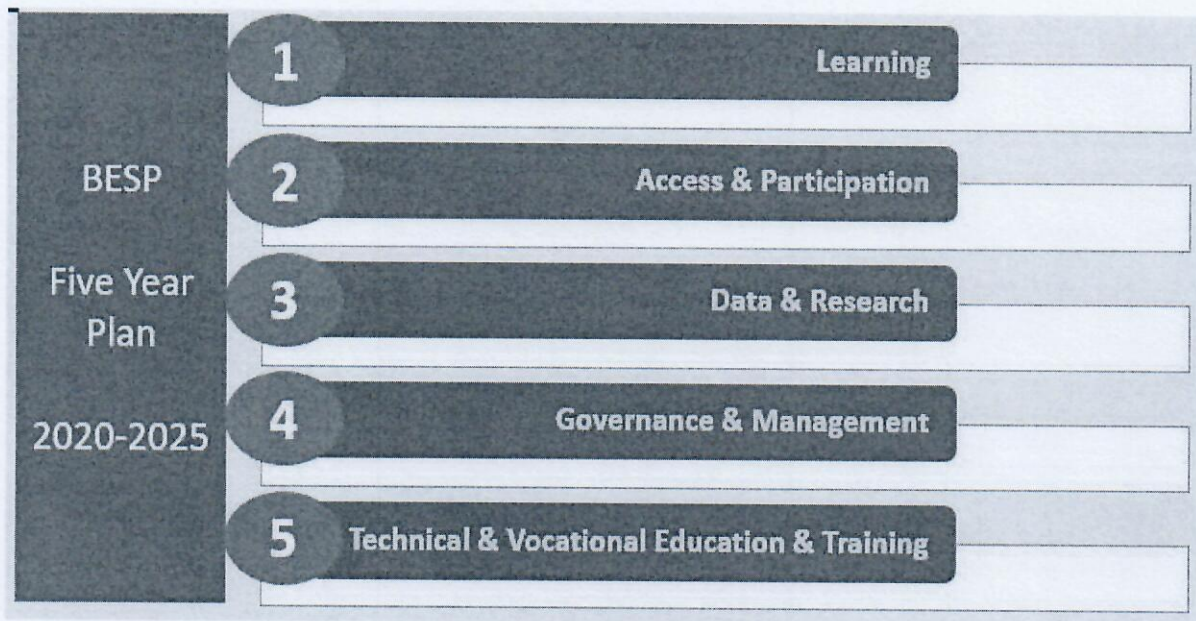 BESP
Five Year
Plan
2020-2025
1
Learning
2
Access & Participation
3
Data & Research
4
Governance & Management
5
Technical & Vocational Education & Training